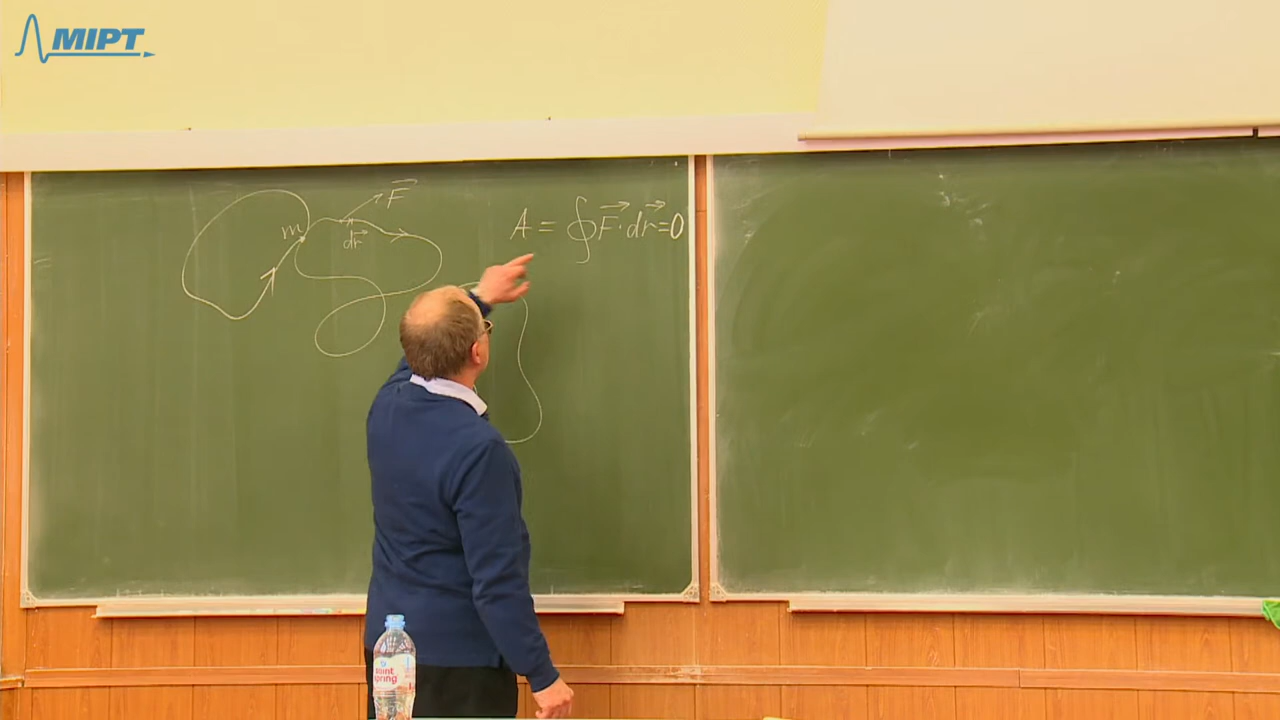 MIPT
F⃗
m
dr⃗
A = ∮F⃗·dr⃗=0
Saint
Spring